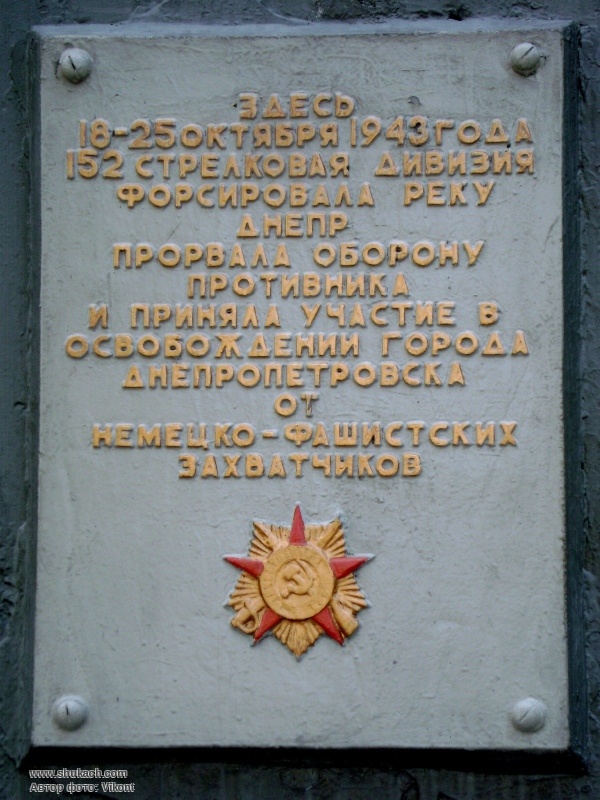 ЗДЕСЬ
18-25 ОКТЯБРЯ 1943 ГОДА
152 СТРЕЛКОВАЯ ДИВИЗИЯ
ФОРСИРОВАЛА РЕКУ
ДНЕПР
ПРОРВАЛА ОБОРОНУ
ПРОТИВНИКА
И ПРИНЯЛА УЧАСТИЕ В
ОСВОБОЖДЕНИИ ГОРОДА
ДНЕПРОПЕТРОВСКА
ОТ
НЕМЕЦКО-ФАШИСТСКИХ
ЗАХВАТЧИКОВ
www.shukach.com
Автор фото: Vikont